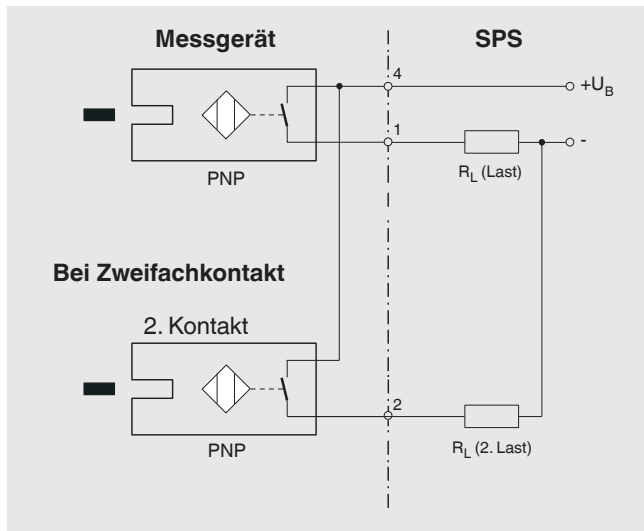 Messgerät
SPS
4
+U_B
1
-
PNP
R_L (Last)
Bei Zweifachkontakt
2. Kontakt
2
PNP
R_L (2. Last)